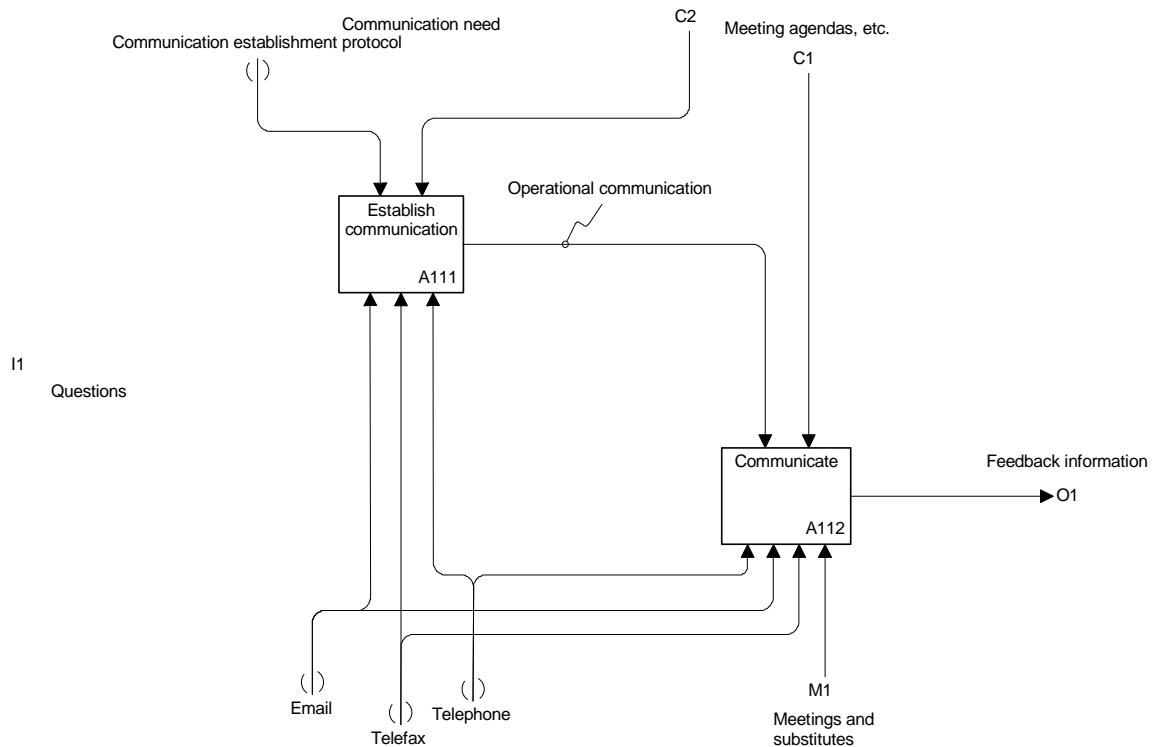 Communication need
C2
Meeting agendas, etc.
Communication establishment protocol
C1
( )
Operational communication
Establish
communication
A111
I1
Questions
Communicate
A112
Feedback information
O1
( )
Email
( )
Telefax
( )
Telephone
M1
Meetings and
substitutes